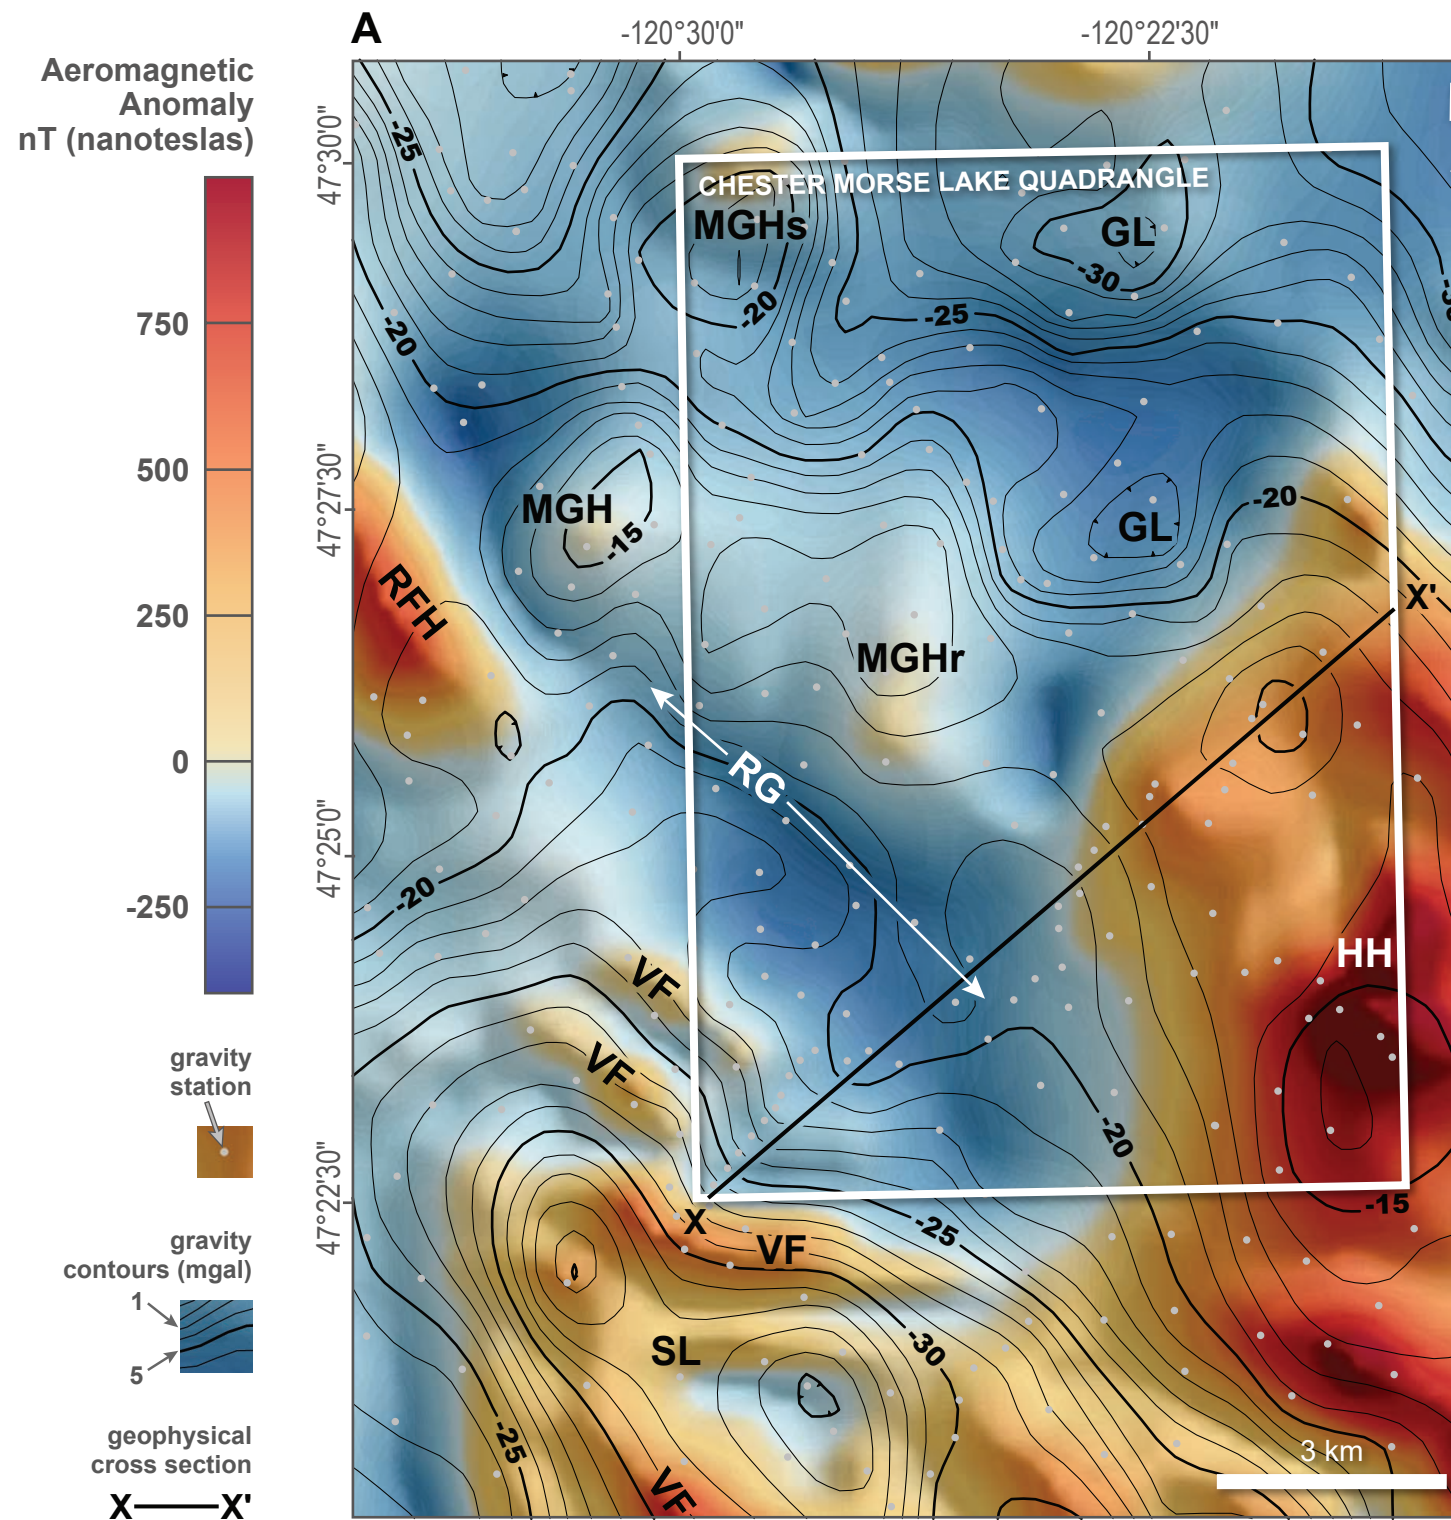 A
-120°30'0"
-120°22'30"
Aeromagnetic
Anomaly
nT (nanoteslas)
750
500
250
0
-250
gravity
station
gravity
contours (mgal)
1
5
geophysical
cross section
X
X'
47°30'0"
47°27'30"
47°25'0"
47°22'30"
-25
CHESTER MORSE LAKE QUADRANGLE
MGHs
GL
-30
-20
-25
-20
MGH
-15
GL
-20
RFH
X'
MGHr
RG
-20
HH
VF
VF
-20
-15
X
VF
-25
SL
-30
-25
VF
3 km